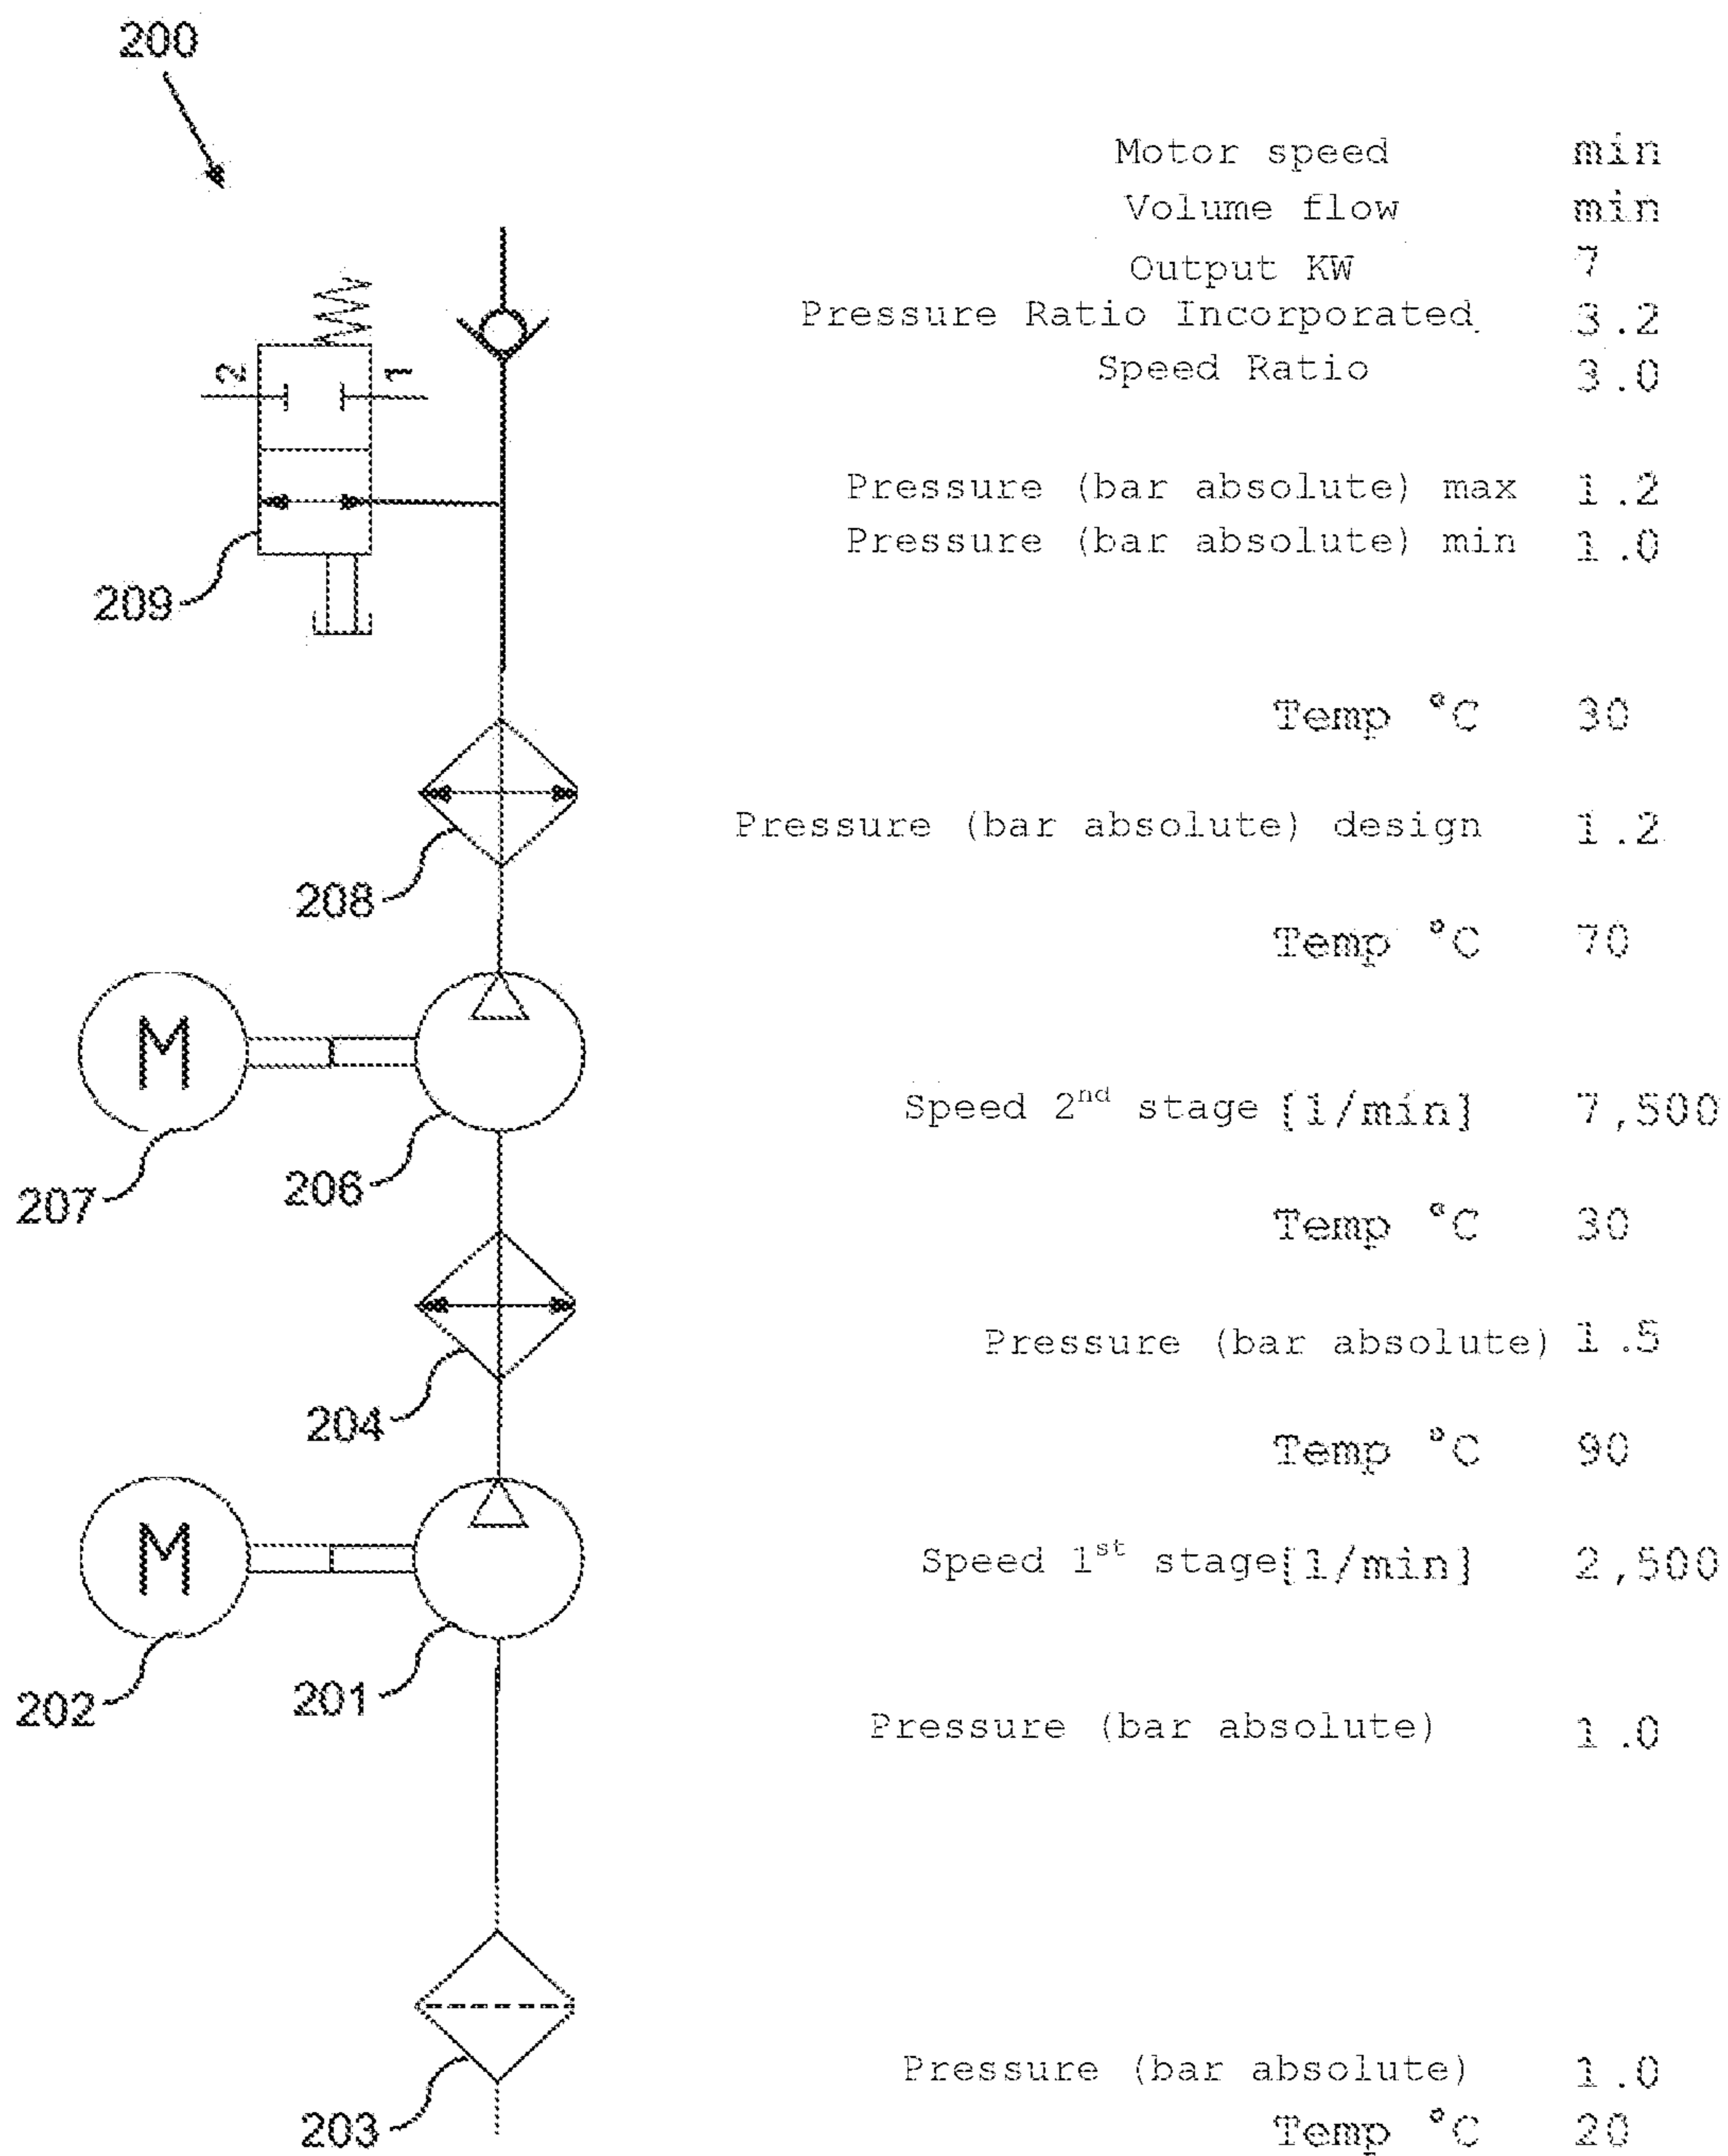 200
Motor speed min
Volume flow min
Output KW 7
Pressure Ratio Incorporated 3.2
Speed Ratio 3.0
2 1
Pressure (bar absolute) max 1.2
Pressure (bar absolute) min 1.0
209
Temp °C 30
Pressure (bar absolute) design 1.2
208
Temp °C 70
M
Speed 2nd stage [1/min] 7,500
207 206
Temp °C 30
Pressure (bar absolute) 1.5
204
Temp °C 90
M
Speed 1st stage[1/min] 2,500
202 201
Pressure (bar absolute) 1.0
Pressure (bar absolute) 1.0
203
Temp °C 20